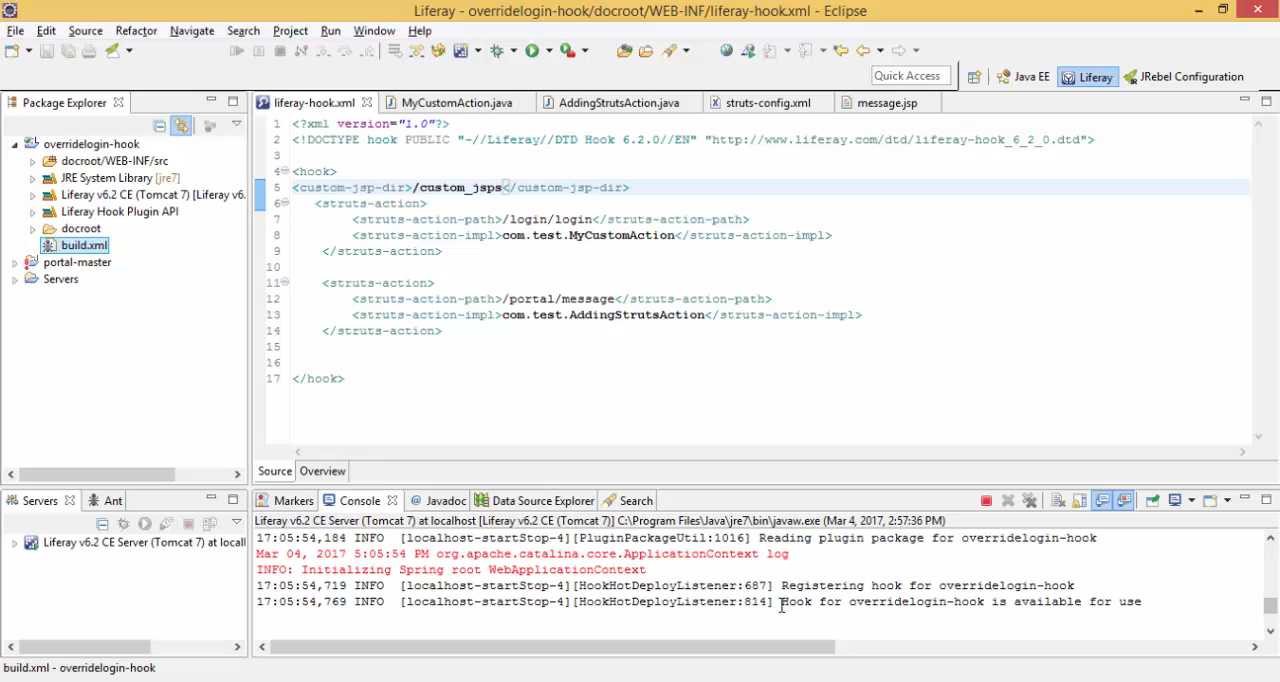 Liferay - overridelogin-hook/docroot/WEB-INF/liferay-hook.xml - Eclipse
File Edit Source Refactor Navigate Search Project Run Window Help
Quick Access Java EE Liferay JRebel Configuration
Package Explorer
overridelogin-hook
docroot/WEB-INF/src
JRE System Library [jre7]
Liferay v6.2 CE (Tomcat 7) [Liferay v6.
Liferay Hook Plugin API
docroot
build.xml
portal-master
Servers
liferay-hook.xml MyCustomAction.java AddingStrutsAction.java struts-config.xml message.jsp
1 <?xml version="1.0"?>
2 <!DOCTYPE hook PUBLIC "-//Liferay//DTD Hook 6.2.0//EN" "http://www.liferay.com/dtd/liferay-hook_6_2_0.dtd">
3
4 <hook>
5 <custom-jsp-dir>/custom_jsps</custom-jsp-dir>
6 <struts-action>
7 <struts-action-path>/login/login</struts-action-path>
8 <struts-action-impl>com.test.MyCustomAction</struts-action-impl>
9 </struts-action>
10
11 <struts-action>
12 <struts-action-path>/portal/message</struts-action-path>
13 <struts-action-impl>com.test.AddingStrutsAction</struts-action-impl>
14 </struts-action>
15
16
17 </hook>
Source Overview
Servers Ant
Liferay v6.2 CE Server (Tomcat 7) at locall
Markers Console Javadoc Data Source Explorer Search
Liferay v6.2 CE Server (Tomcat 7) at localhost [Liferay v6.2 CE (Tomcat 7)] C:\Program Files\Java\jre7\bin\javaw.exe (Mar 4, 2017, 2:57:36 PM)
17:05:54,184 INFO [localhost-startStop-4][PluginPackageUtil:1016] Reading plugin package for overridelogin-hook
Mar 04, 2017 5:05:54 PM org.apache.catalina.core.ApplicationContext log
INFO: Initializing Spring root WebApplicationContext
17:05:54,719 INFO [localhost-startStop-4][HookHotDeployListener:687] Registering hook for overridelogin-hook
17:05:54,769 INFO [localhost-startStop-4][HookHotDeployListener:814] Hook for overridelogin-hook is available for use
build.xml - overridelogin-hook